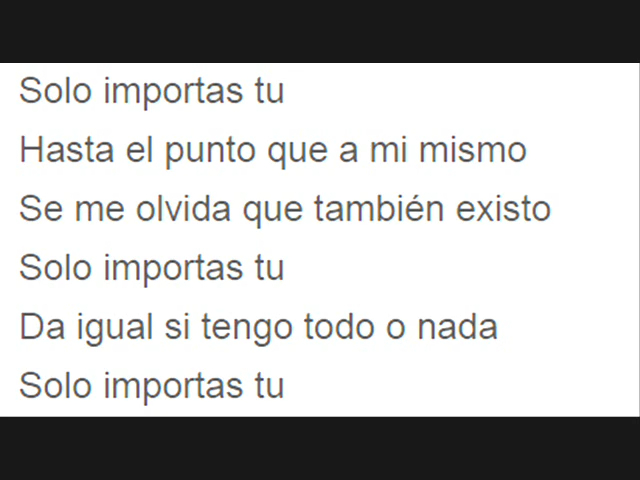 Solo importas tu
Hasta el punto que a mi mismo
Se me olvida que también existo
Solo importas tu
Da igual si tengo todo o nada
Solo importas tu